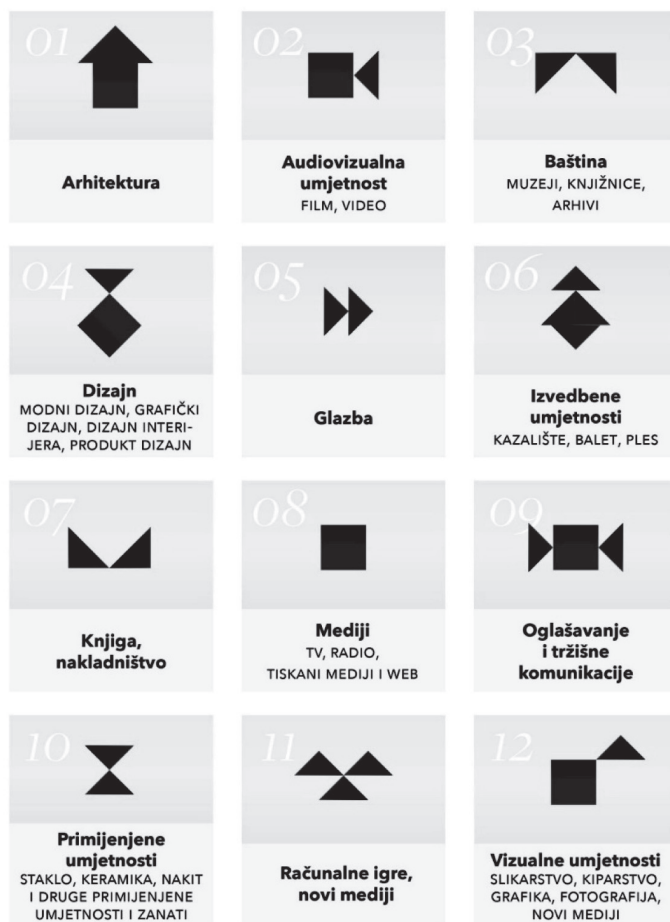 01
Arhitektura
02
Audiovizualna
umjetnost
FILM, VIDEO
03
Baština
MUZEJI, KNJIŽNICE,
ARHIVI
04
Dizajn
MODNI DIZAJN, GRAFIČKI
DIZAJN, DIZAJN INTERI-
JERA, PRODUKT DIZAJN
05
Glazba
06
Izvedbene
umjetnosti
KAZALIŠTE, BALET, PLES
07
Knjiga,
nakladništvo
08
Mediji
TV, RADIO,
TISKANI MEDIJI I WEB
09
Oglašavanje
i tržišne
komunikacije
10
Primijenjene
umjetnosti
STAKLO, KERAMIKA, NAKIT
I DRUGE PRIMIJENJENE
UMJETNOSTI I ZANATI
11
Računalne igre,
novi mediji
12
Vizualne umjetnosti
SLIKARSTVO, KIPARSTVO,
GRAFIKA, FOTOGRAFIJA,
NOVI MEDIJI